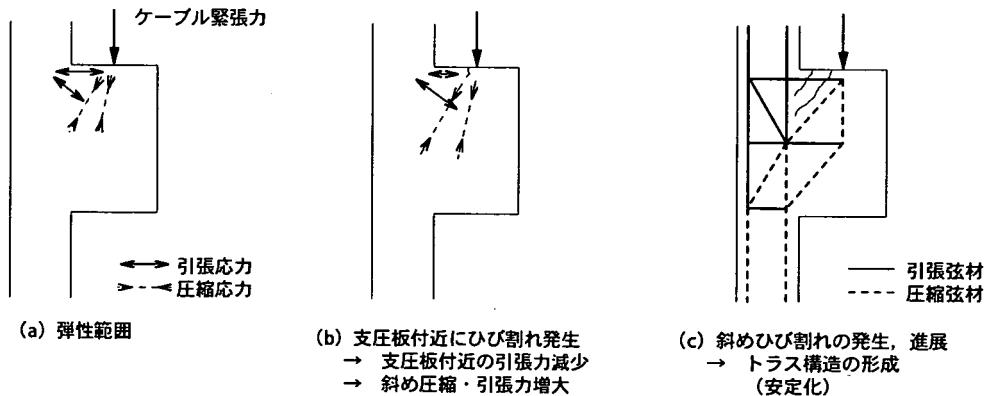 ケーブル緊張力
引張応力
圧縮応力
(a) 弾性範囲
(b) 支圧板付近にひび割れ発生
→ 支圧板付近の引張力減少
→ 斜め圧縮・引張力増大
引張弦材
圧縮弦材
(c) 斜めひび割れの発生，進展
→ トラス構造の形成
(安定化)